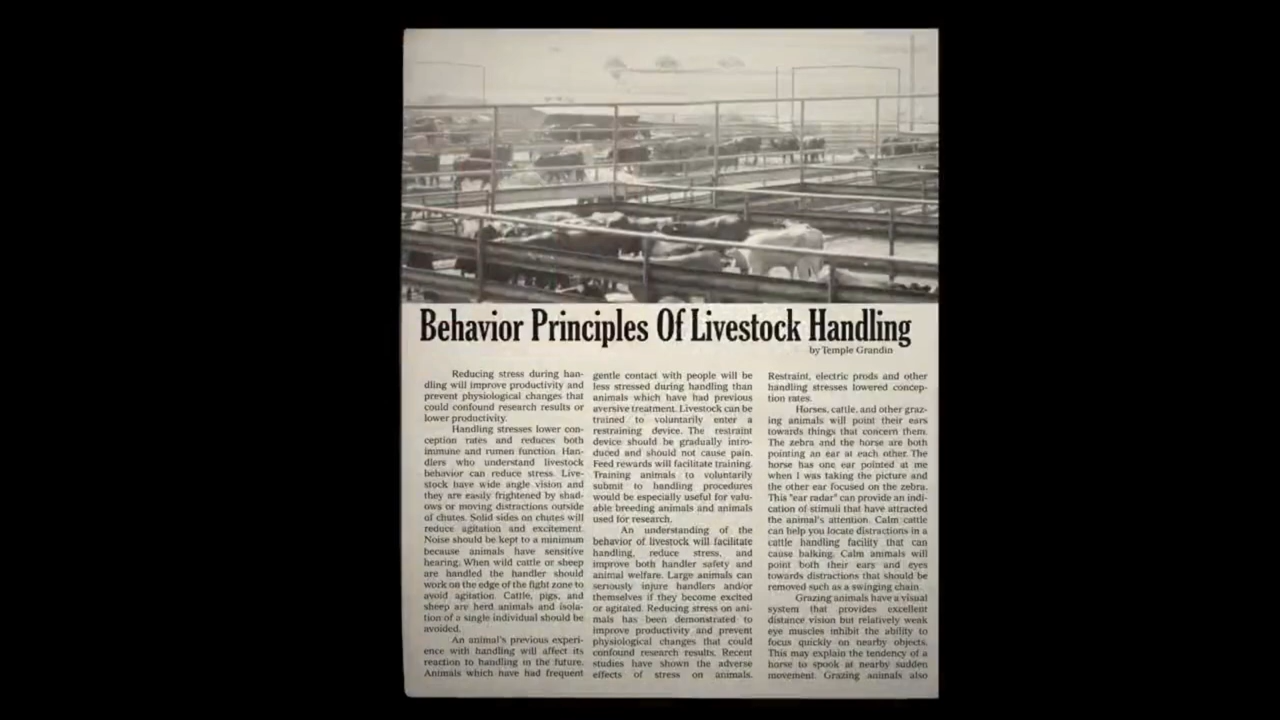 Behavior Principles Of Livestock Handling
by Temple Grandin
Reducing stress during han-
dling will improve productivity and
prevent physiological changes that
could confound research results or
lower productivity.
Handling stresses lower con-
ception rates and reduces both
immune and rumen function. Han-
dlers who understand livestock
behavior can reduce stress. Live-
stock have wide angle vision and
they are easily frightened by shad-
ows or moving distractions outside
of chutes. Solid sides on chutes will
reduce agitation and excitement.
Noise should be kept to a minimum
because animals have sensitive
hearing. When wild cattle or sheep
are handled the handler should
work on the edge of the fight zone to
avoid agitation. Cattle, pigs, and
sheep are herd animals and isola-
tion of a single individual should be
avoided.
An animal's previous experi-
ence with handling will affect its
reaction to handling in the future.
Animals which have had frequent
gentle contact with people will be
less stressed during handling than
animals which have had previous
aversive treatment. Livestock can be
trained to voluntarily enter a
restraining device. The restraint
device should be gradually intro-
duced and should not cause pain.
Feed rewards will facilitate training.
Training animals to voluntarily
submit to handling procedures
would be especially useful for valu-
able breeding animals and animals
used for research.
An understanding of the
behavior of livestock will facilitate
handling, reduce stress, and
improve both handler safety and
animal welfare. Large animals can
seriously injure handlers and/or
themselves if they become excited
or agitated. Reducing stress on ani-
mals has been demonstrated to
improve productivity and prevent
physiological changes that could
confound research results. Recent
studies have shown the adverse
effects of stress on animals.
Restraint, electric prods and other
handling stresses lowered concep-
tion rates.
Horses, cattle, and other graz-
ing animals will point their ears
towards things that concern them.
The zebra and the horse are both
pointing an ear at each other. The
horse has one ear pointed at me
when I was taking the picture and
the other ear focused on the zebra.
This "ear radar" can provide an indi-
cation of stimuli that have attracted
the animal's attention. Calm cattle
can help you locate distractions in a
cattle handling facility that can
cause balking. Calm animals will
point both their ears and eyes
towards distractions that should be
removed such as a swinging chain.
Grazing animals have a visual
system that provides excellent
distance vision but relatively weak
eye muscles inhibit the ability to
focus quickly on nearby objects.
This may explain the tendency of a
horse to spook at nearby sudden
movement. Grazing animals also